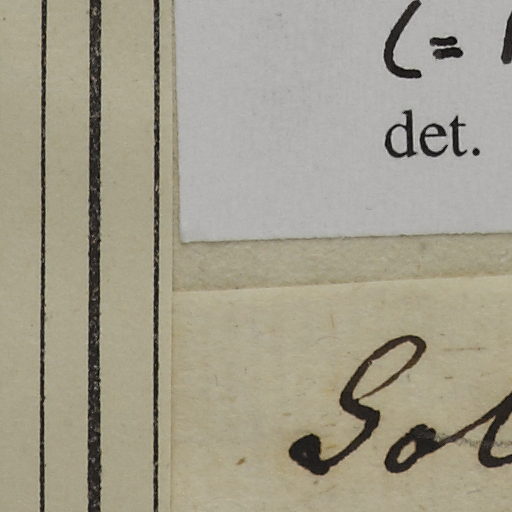 (=
det.
Sol